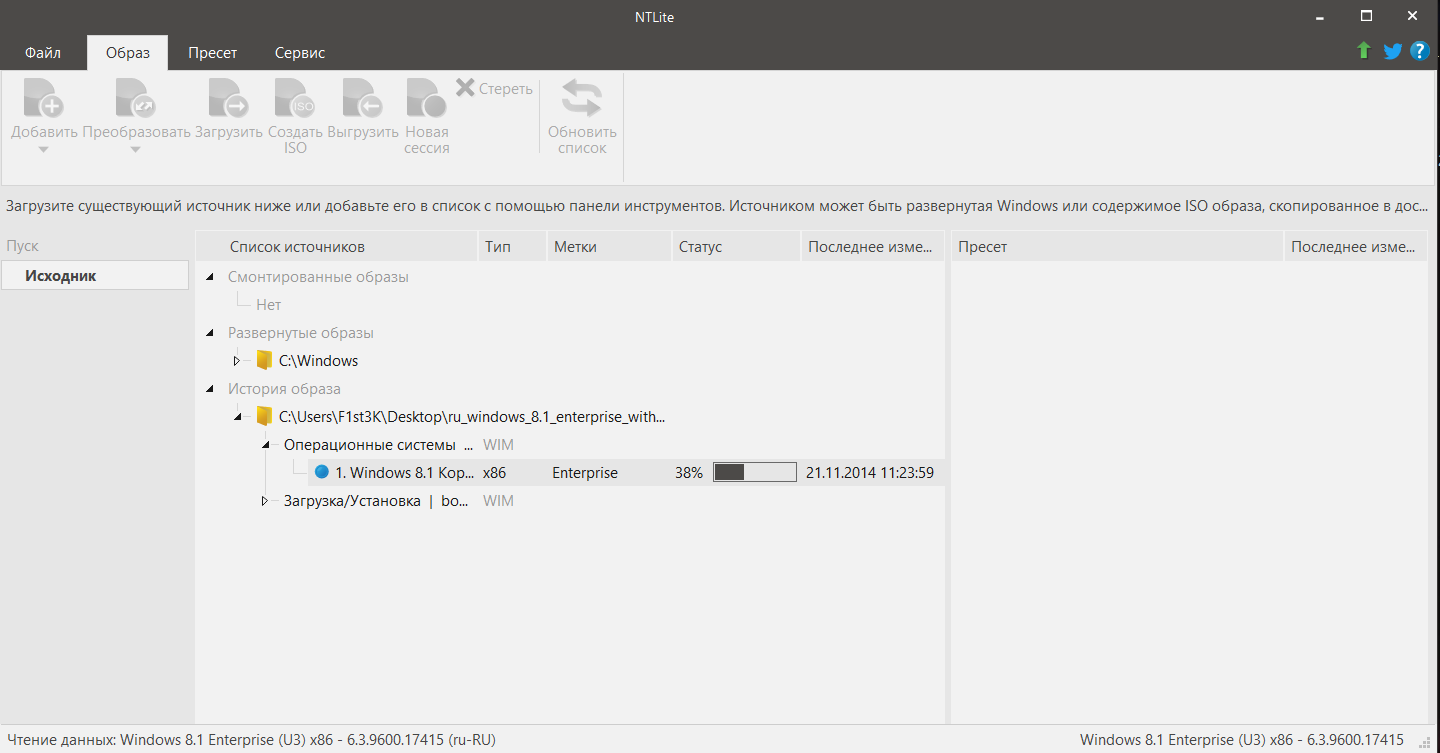 NTLite
Файл Образ Пресет Сервис
Добавить Преобразовать Загрузить Создать ISO Выгрузить Новая сессия Стереть Обновить список
Загрузите существующий источник ниже или добавьте его в список с помощью панели инструментов. Источником может быть развернутая Windows или содержимое ISO образа, скопированное в дос...
Пуск
Исходник
Список источников Тип Метки Статус Последнее изме... Пресет Последнее изме...
Смонтированные образы
Нет
Развернутые образы
C:\Windows
История образа
C:\Users\F1st3K\Desktop\ru_windows_8.1_enterprise_with...
Операционные системы ... WIM
1. Windows 8.1 Кор... x86 Enterprise 38% 21.11.2014 11:23:59
Загрузка/Установка | bo... WIM
Чтение данных: Windows 8.1 Enterprise (U3) x86 - 6.3.9600.17415 (ru-RU) Windows 8.1 Enterprise (U3) x86 - 6.3.9600.17415